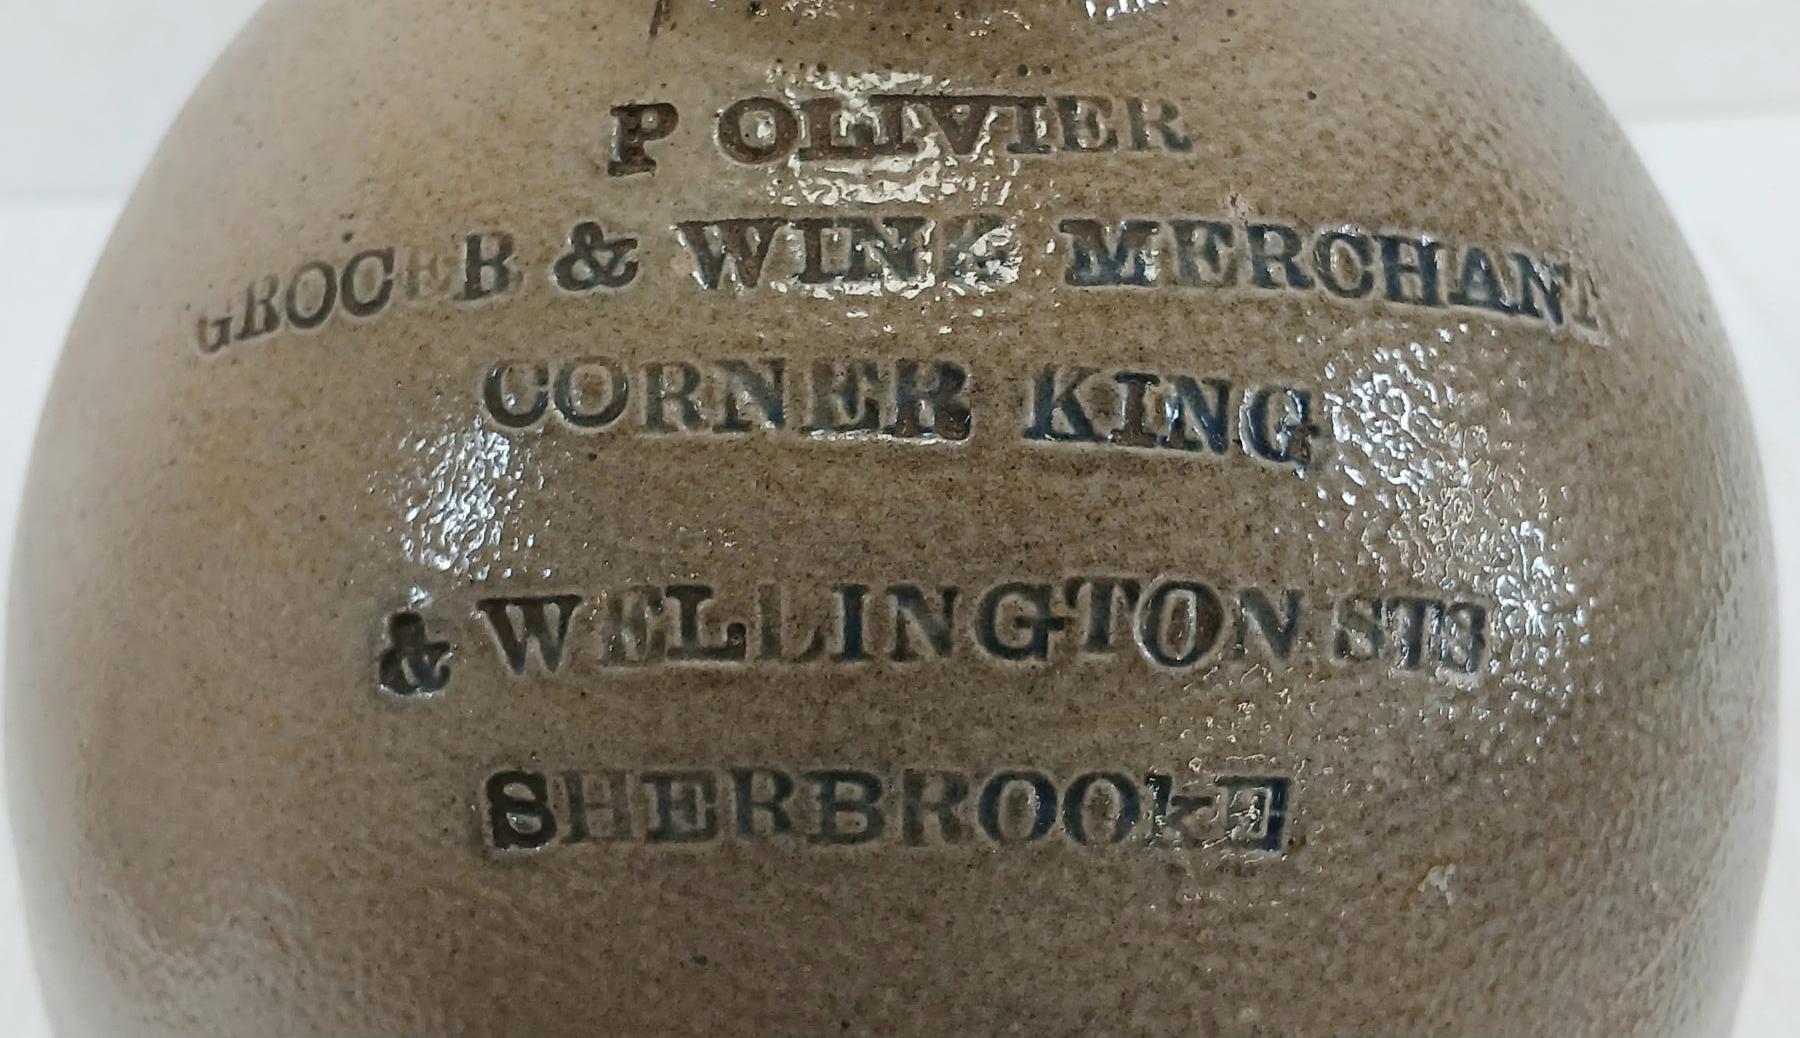 P OLIVIER
GROCER & WINE MERCHANT
CORNER KING
& WELLINGTON STS
SHERBROOkE